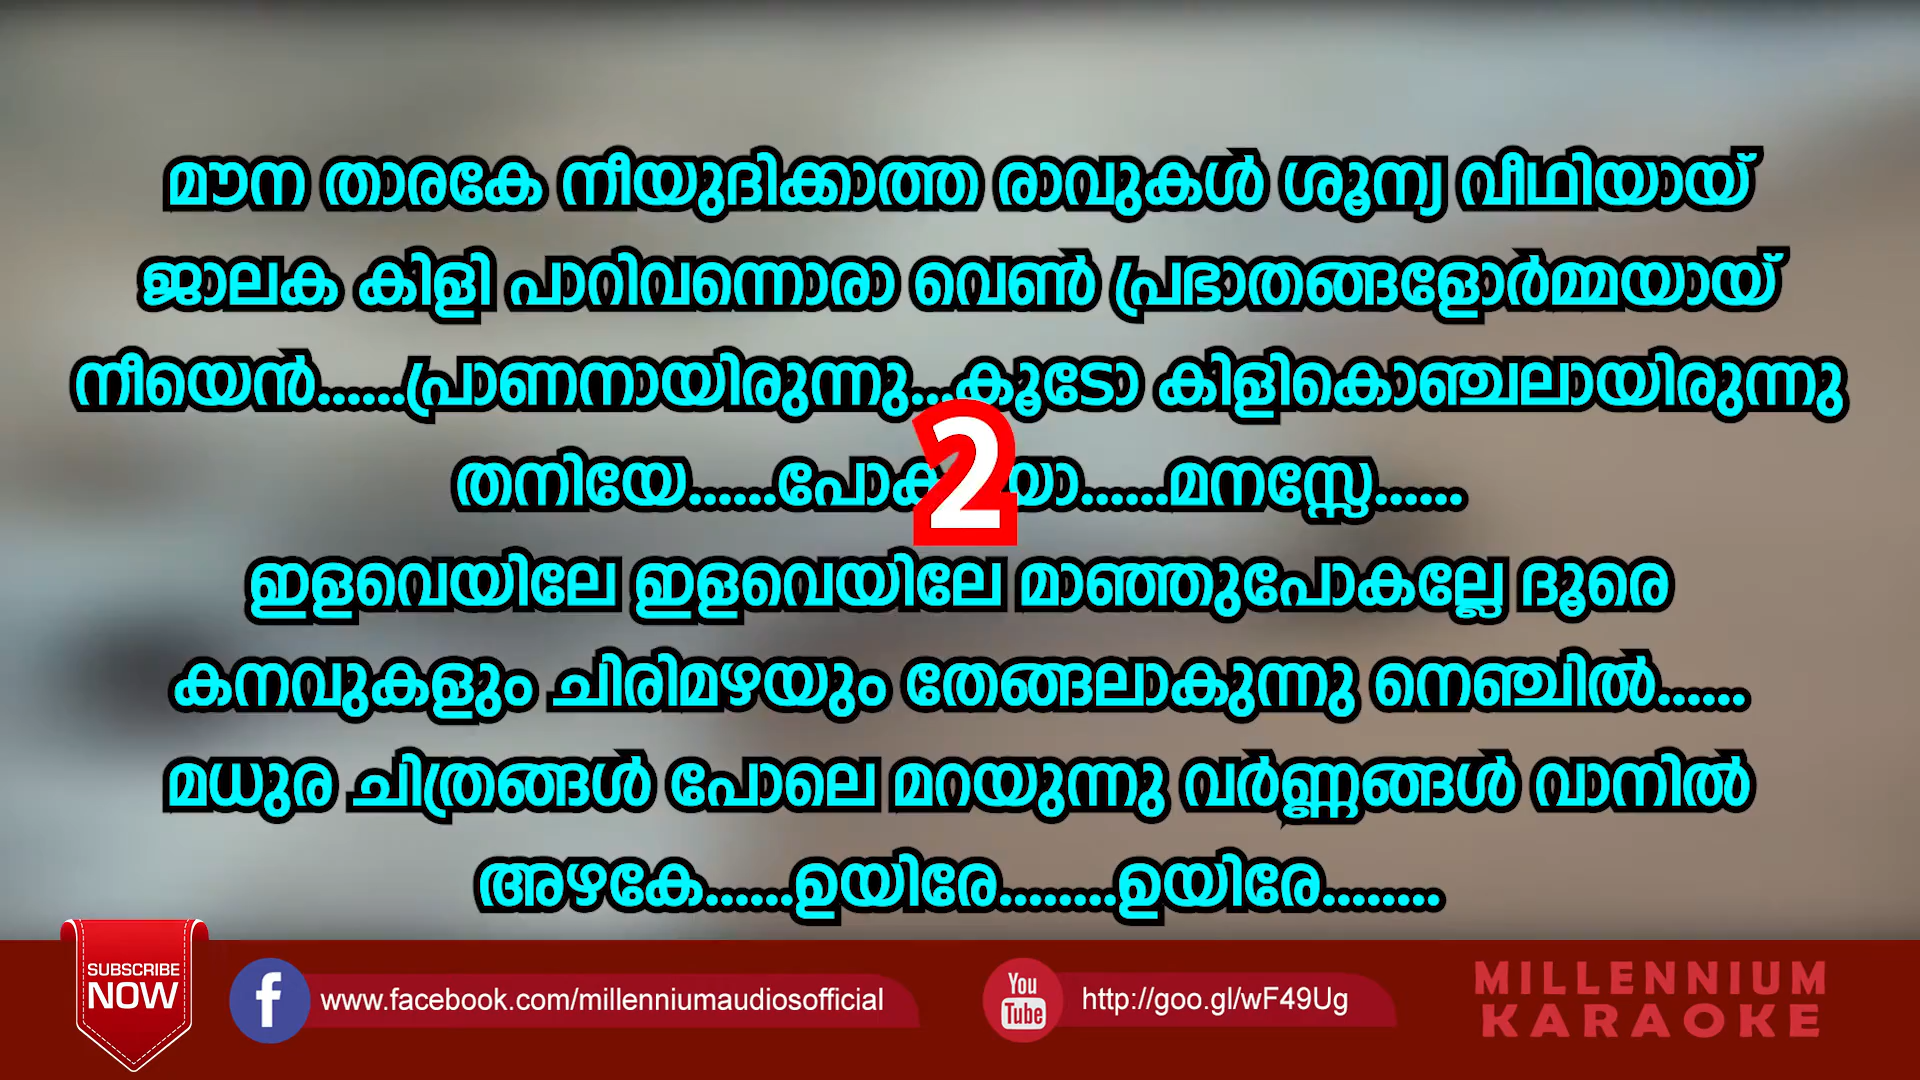 മൗന താരകേ നീയുദിക്കാത്ത രാവുകൾ ശൂന്യ വീഥിയായ്
ജാലക കിളി പാറിവന്നൊരാ വെൺ പ്രഭാതങ്ങളോർമ്മയായ്
നീയെൻ......പ്രാണനായിരുന്നു...കൂടോ കിളികൊഞ്ചലായിരുന്നു
തനിയേ...... ......മനസ്സേ......
2
ഇളവെയിലേ ഇളവെയിലേ മാഞ്ഞുപോകല്ലേ ദൂരെ
കനവുകളും ചിരിമഴയും തേങ്ങലാകുന്നു നെഞ്ചിൽ......
മധുര ചിത്രങ്ങൾ പോലെ മറയുന്നു വർണ്ണങ്ങൾ വാനിൽ
അഴകേ......ഉയിരേ........ഉയിരേ........
SUBSCRIBE
NOW
www.facebook.com/millenniumaudiosofficial
You
Tube
http://goo.gl/wF49Ug
MILLENNIUM
KARAOKE